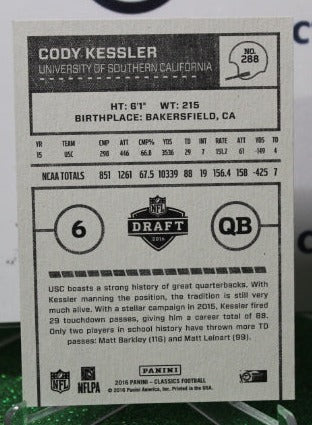 CODY KESSLER
UNIVERSITY OF SOUTHERN CALIFORNIA
NO.
288
HT: 6'1" WT: 215
BIRTHPLACE: BAKERSFIELD, CA
YR TEAM CMP ATT CMP% YDS TD INT RATE ATT YDS TD
15 USC 298 446 66.8 3536 29 7 151.7 61 -149 4
NCAA TOTALS 851 1261 67.5 10339 88 19 156.4 158 -425 7
6
NFL
DRAFT
2016
QB
USC boasts a strong history of great quarterbacks. With
Kessler manning the position, the tradition is still very
much alive. With a stellar campaign in 2015, Kessler fired
29 touchdown passes, giving him a career total of 88.
Only two players in school history have thrown more TD
passes: Matt Barkley (116) and Matt Leinart (99).
NFL
NFLPA
PANINI
2016 PANINI - CLASSICS FOOTBALL
© 2016 Panini America, Inc. Printed in the USA.